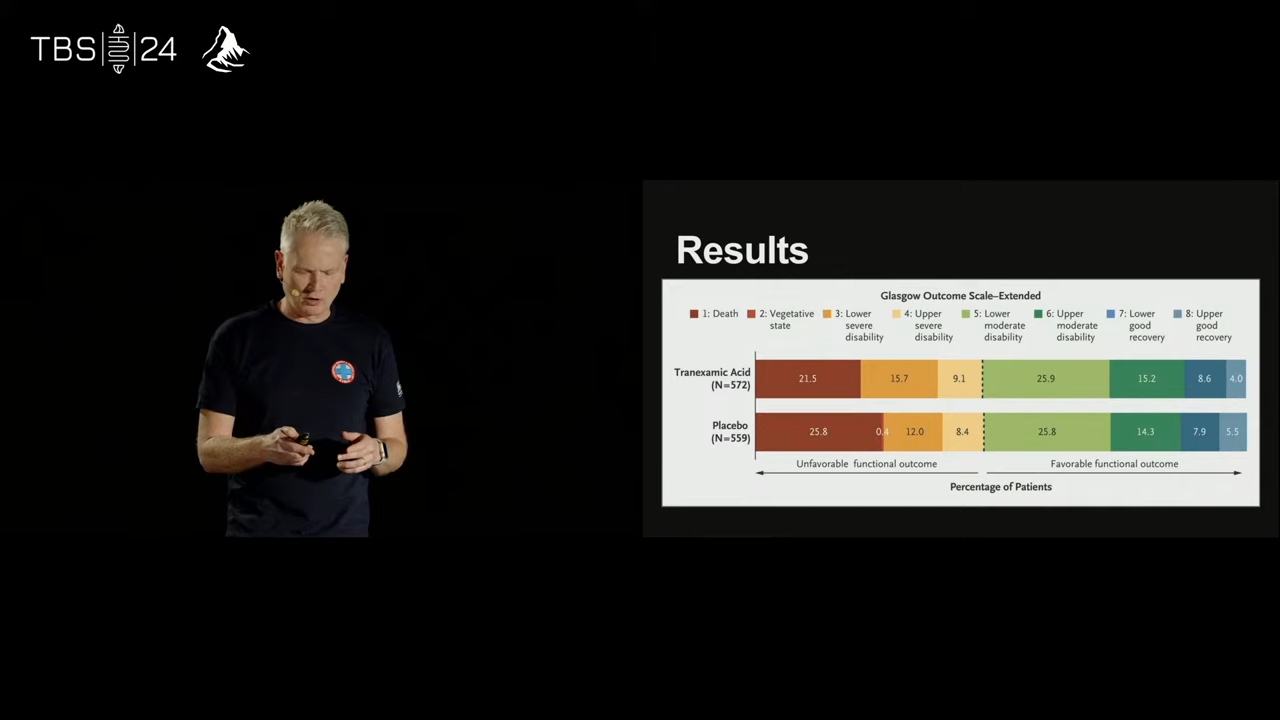 TBS 24
Results
Glasgow Outcome Scale–Extended
1: Death
2: Vegetative
state
3: Lower
severe
disability
4: Upper
severe
disability
5: Lower
moderate
disability
6: Upper
moderate
disability
7: Lower
good
recovery
8: Upper
good
recovery
Tranexamic Acid
(N=572)
21.5 15.7 9.1 25.9 15.2 8.6 4.0
Placebo
(N=559)
25.8 0.4 12.0 8.4 25.8 14.3 7.9 5.5
Unfavorable functional outcome
Favorable functional outcome
Percentage of Patients